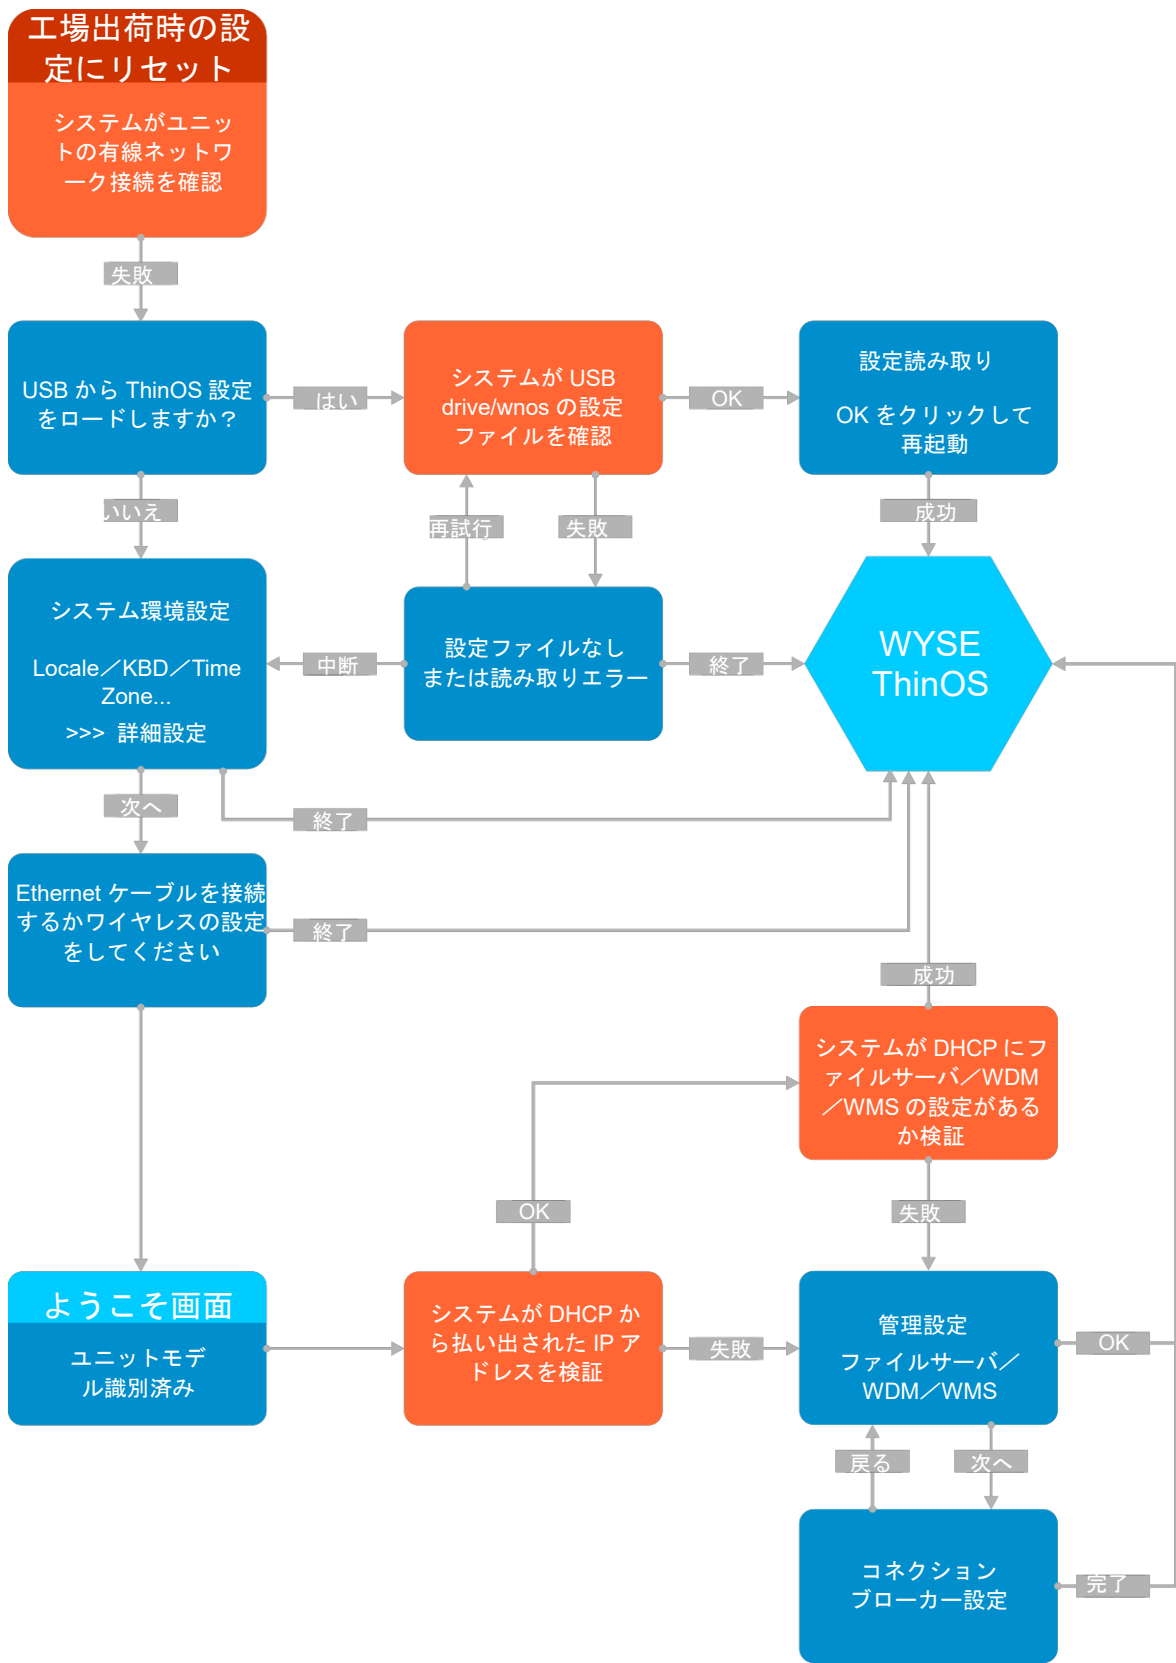 工場出荷時の設
定にリセット
システムがユニッ
トの有線ネットワ
ーク接続を確認
失敗
USB から ThinOS 設定
をロードしますか？
はい
システムが USB
drive/wnos の設定
ファイルを確認
OK
設定読み取り
OK をクリックして
再起動
いいえ
再試行
失敗
成功
システム環境設定
Locale／KBD／Time
Zone...
>>> 詳細設定
中断
設定ファイルなし
または読み取りエラー
終了
WYSE
ThinOS
次へ
終了
Ethernet ケーブルを接続
するかワイヤレスの設定
をしてください
終了
成功
システムが DHCP にフ
ァイルサーバ／WDM
／WMS の設定がある
か検証
OK
失敗
ようこそ画面
ユニットモデ
ル識別済み
システムが DHCP か
ら払い出された IP ア
ドレスを検証
失敗
管理設定
ファイルサーバ／
WDM／WMS
OK
戻る
次へ
コネクション
ブローカー設定
完了